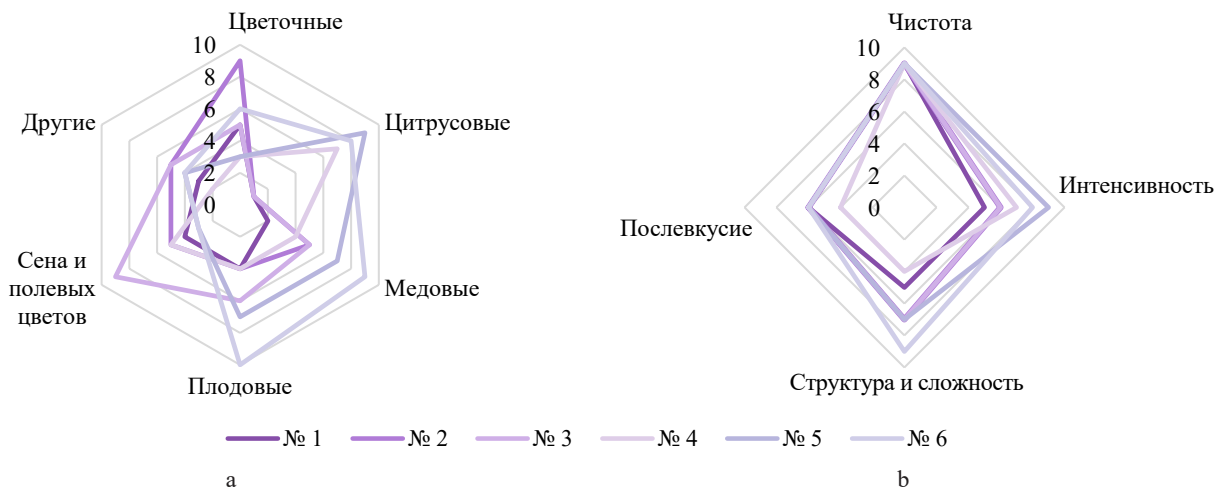 Цветочные
10
8
6
4
2
0
Цитрусовые
Медовые
Плодовые
Сена и
полевых
цветов
Другие
Чистота
10
8
6
4
2
0
Интенсивность
Структура и сложность
Послевкусие
№ 1
№ 2
№ 3
№ 4
№ 5
№ 6
a
b